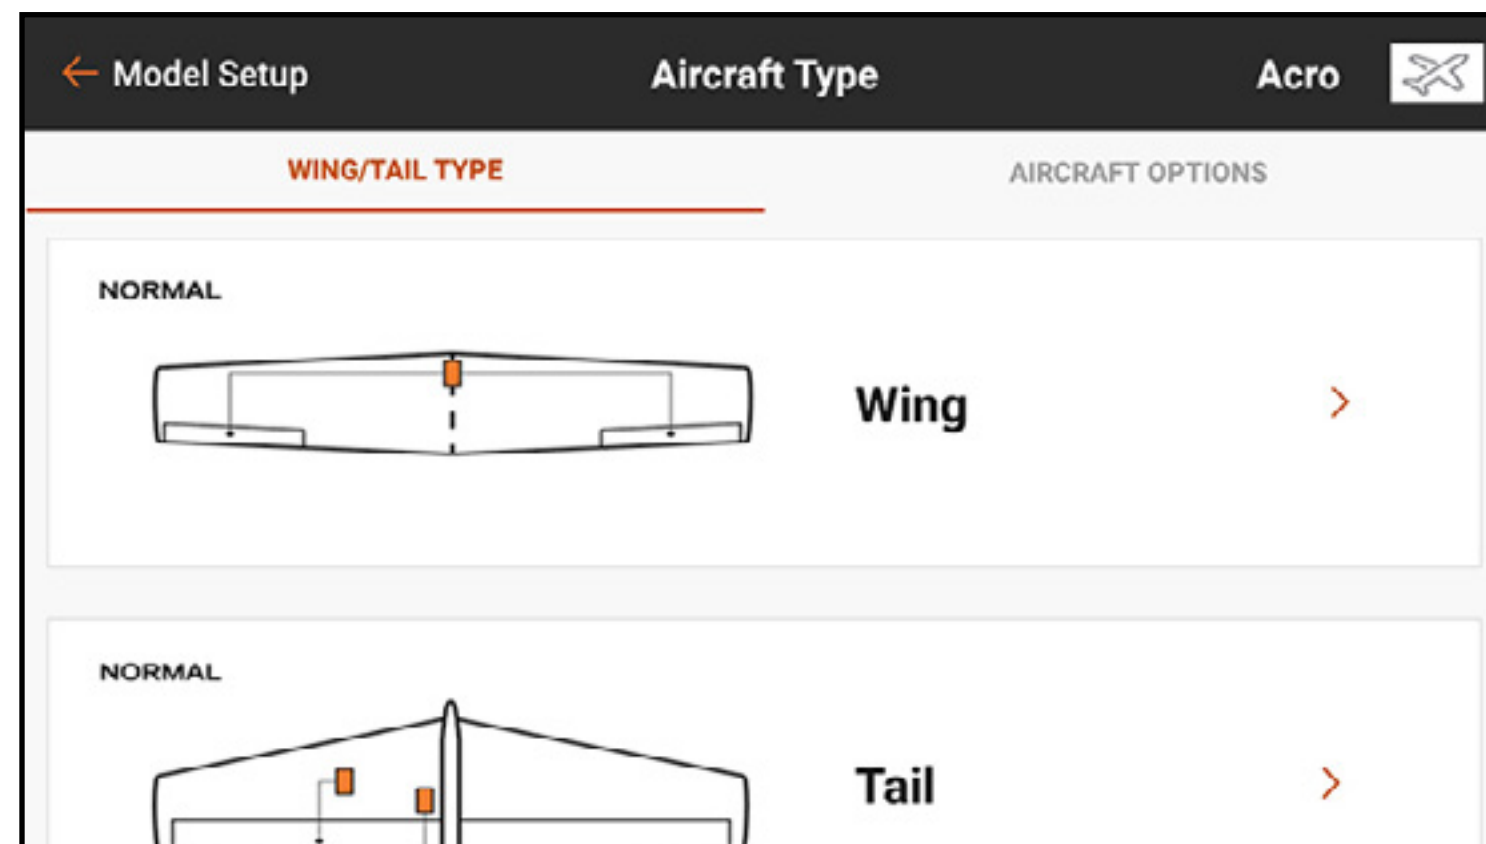 Model Setup Aircraft Type Acro
WING/TAIL TYPE AIRCRAFT OPTIONS
NORMAL
Wing
NORMAL
Tail